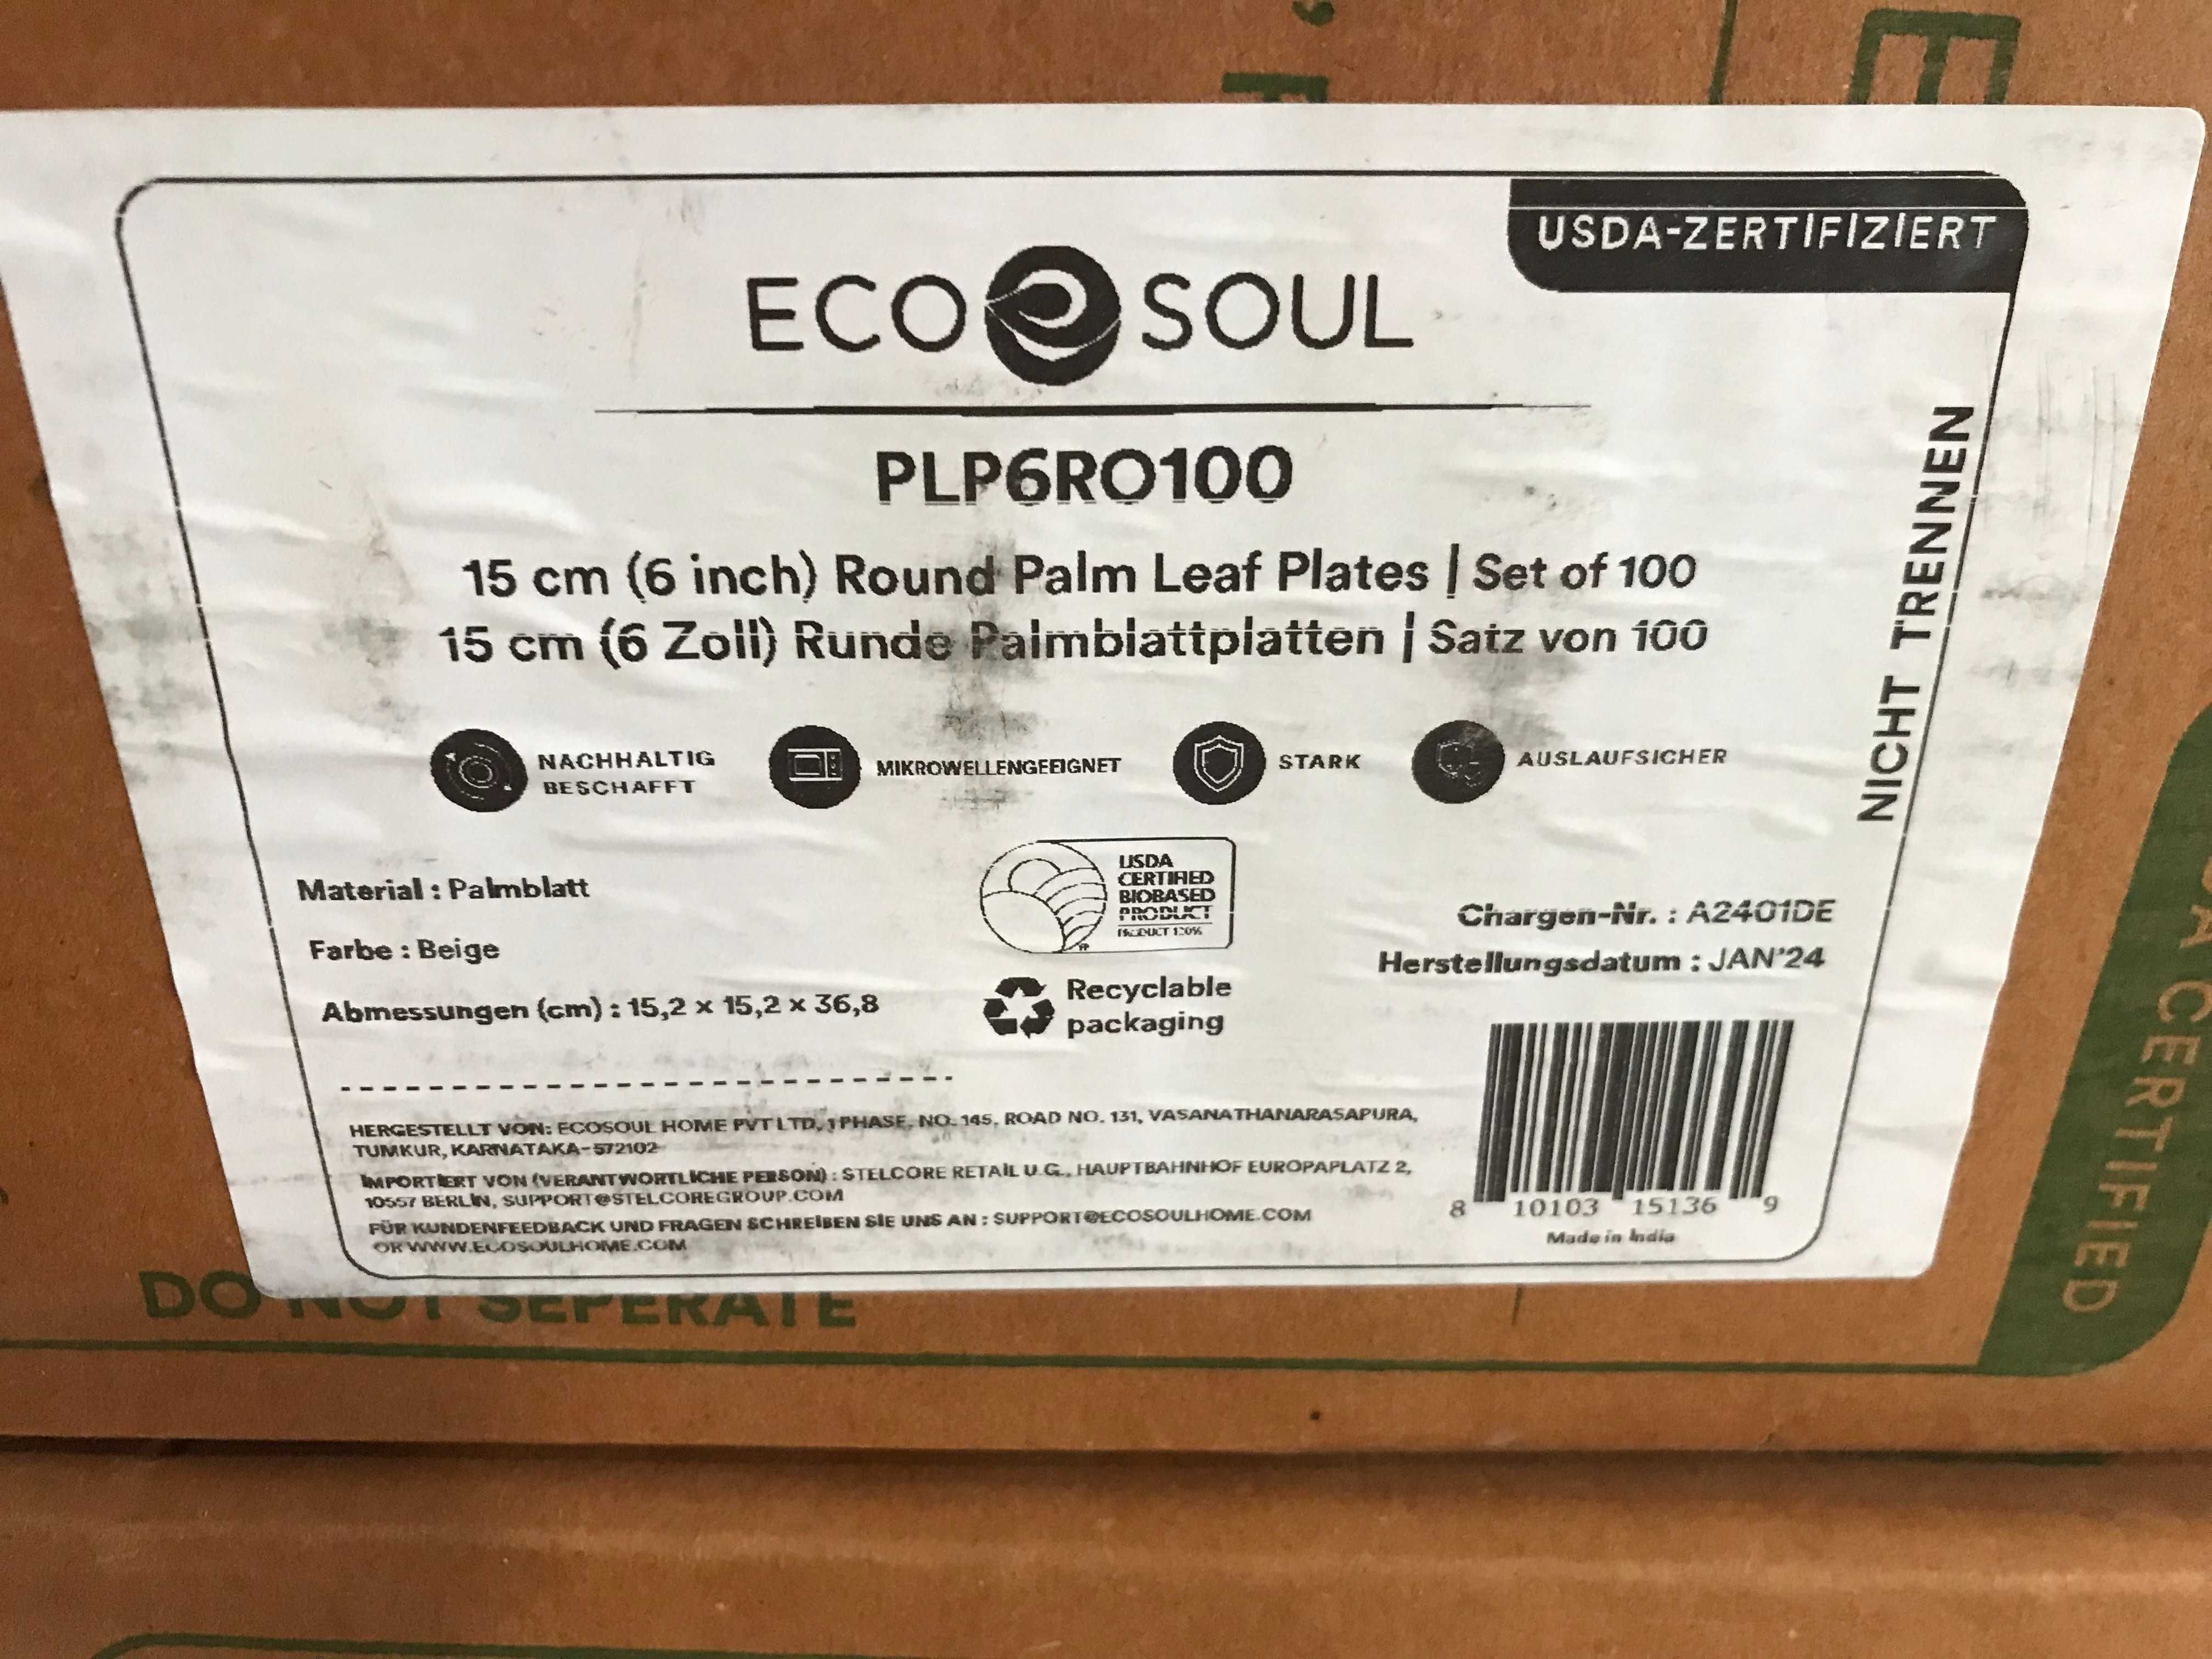 USDA-ZERTIFIZIERT
ECO SOUL
PLP6RO100
15 cm (6 inch) Round Palm Leaf Plates | Set of 100
15 cm (6 Zoll) Runde Palmblattplatten | Satz von 100
NICHT TRENNEN
NACHHALTIG
BESCHAFFT
MIKROWELLENGEEIGNET
STARK
AUSLAUFSICHER
USDA
CERTIFIED
BIOBASED
PRODUCT
PRODUCT 100%
Material : Palmblatt
Farbe : Beige
Abmessungen (cm) : 15,2 x 15,2 x 36,8
Recyclable
packaging
Chargen-Nr. : A2401DE
Herstellungsdatum : JAN'24
HERGESTELLT VON: ECOSOUL HOME PVT LTD, 1 PHASE, NO. 145, ROAD NO. 131, VASANATHANARASAPURA,
TUMKUR, KARNATAKA-572102
IMPORTIERT VON (VERANTWORTLICHE PERSON) : STELCORE RETAIL U.G., HAUPTBAHNHOF EUROPAPLATZ 2,
10557 BERLIN, SUPPORT@STELCOREGROUP.COM
FÜR KUNDENFEEDBACK UND FRAGEN SCHREIBEN SIE UNS AN : SUPPORT@ECOSOULHOME.COM
OR WWW.ECOSOULHOME.COM
8 10103 15136 9
Made in India
DO NOT SEPERATE
CERTIFIED